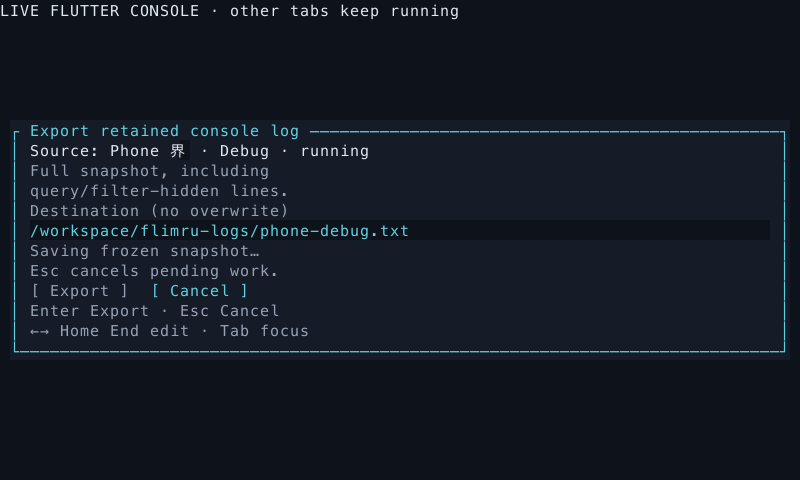 LIVE FLUTTER CONSOLE · other tabs keep running
Export retained console log
Source: Phone 界 · Debug · running
Full snapshot, including
query/filter-hidden lines.
Destination (no overwrite)
/workspace/flimru-logs/phone-debug.txt
Saving frozen snapshot…
Esc cancels pending work.
[ Export ]  [ Cancel ]
Enter Export · Esc Cancel
←→ Home End edit · Tab focus